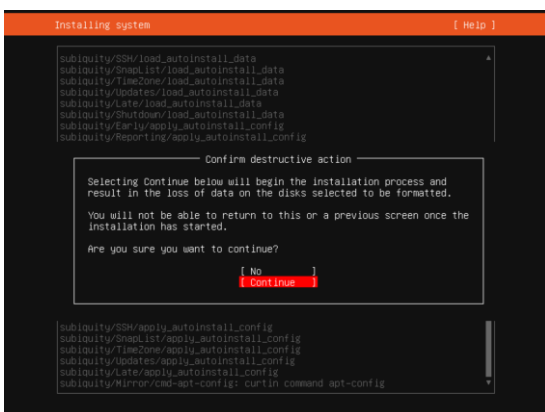 Installing system [ Help ]
subiquity/SSH/load_autoinstall_data
subiquity/SnapList/load_autoinstall_data
subiquity/TimeZone/load_autoinstall_data
subiquity/Updates/load_autoinstall_data
subiquity/Late/load_autoinstall_data
subiquity/Shutdown/load_autoinstall_data
subiquity/Early/apply_autoinstall_config
subiquity/Reporting/apply_autoinstall_config
Confirm destructive action
Selecting Continue below will begin the installation process and
result in the loss of data on the disks selected to be formatted.
You will not be able to return to this or a previous screen once the
installation has started.
Are you sure you want to continue?
[ No ]
[ Continue ]
subiquity/SSH/apply_autoinstall_config
subiquity/SnapList/apply_autoinstall_config
subiquity/TimeZone/apply_autoinstall_config
subiquity/Updates/apply_autoinstall_config
subiquity/Late/apply_autoinstall_config
subiquity/Mirror/cmd-apt-config: curtin command apt-config